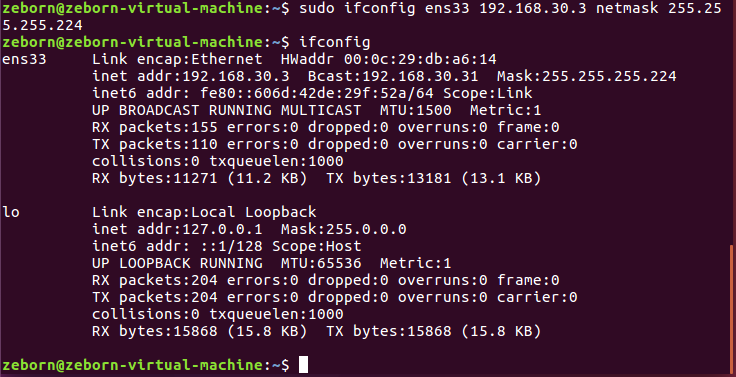 zeborn@zeborn-virtual-machine:~$ sudo ifconfig ens33 192.168.30.3 netmask 255.25
5.255.224
zeborn@zeborn-virtual-machine:~$ ifconfig
ens33     Link encap:Ethernet  HWaddr 00:0c:29:db:a6:14
          inet addr:192.168.30.3  Bcast:192.168.30.31  Mask:255.255.255.224
          inet6 addr: fe80::606d:42de:29f:52a/64 Scope:Link
          UP BROADCAST RUNNING MULTICAST  MTU:1500  Metric:1
          RX packets:155 errors:0 dropped:0 overruns:0 frame:0
          TX packets:110 errors:0 dropped:0 overruns:0 carrier:0
          collisions:0 txqueuelen:1000
          RX bytes:11271 (11.2 KB)  TX bytes:13181 (13.1 KB)

lo        Link encap:Local Loopback
          inet addr:127.0.0.1  Mask:255.0.0.0
          inet6 addr: ::1/128 Scope:Host
          UP LOOPBACK RUNNING  MTU:65536  Metric:1
          RX packets:204 errors:0 dropped:0 overruns:0 frame:0
          TX packets:204 errors:0 dropped:0 overruns:0 carrier:0
          collisions:0 txqueuelen:1000
          RX bytes:15868 (15.8 KB)  TX bytes:15868 (15.8 KB)

zeborn@zeborn-virtual-machine:~$